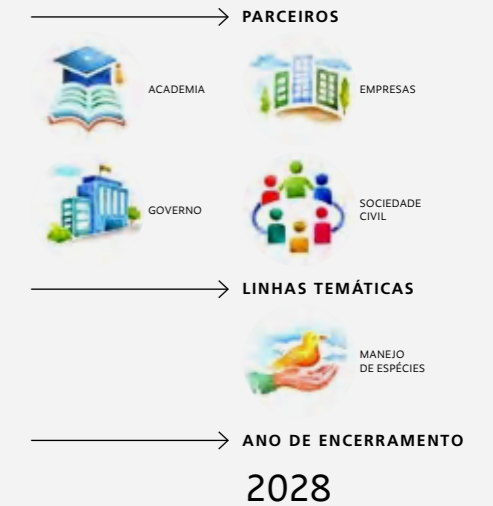 PARCEIROS
ACADEMIA
EMPRESAS
GOVERNO
SOCIEDADE
CIVIL
LINHAS TEMÁTICAS
MANEJO
DE ESPÉCIES
ANO DE ENCERRAMENTO
2028